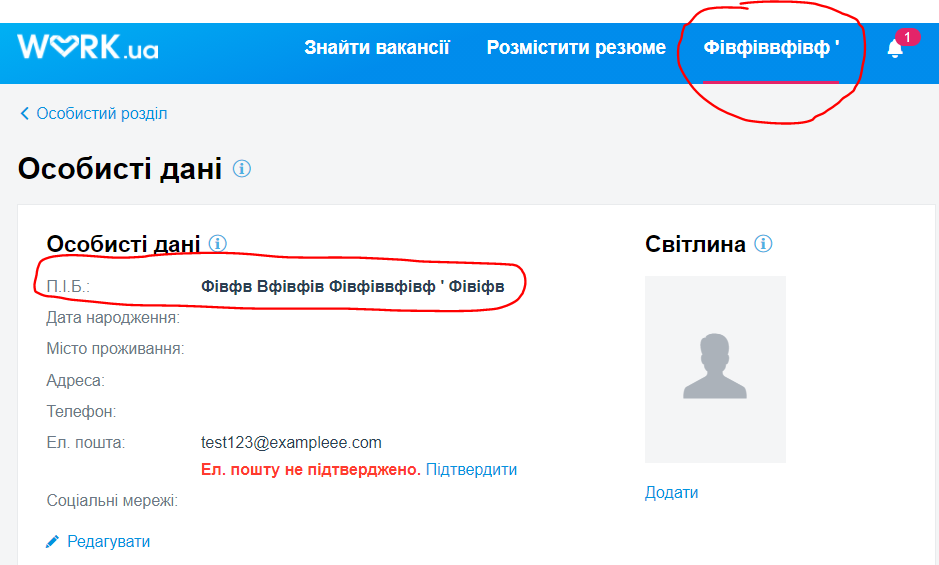 WORK.ua Знайти вакансії Розмістити резюме Фівфіввфівф ' 1
Особистий розділ
Особисті дані
Особисті дані
П.І.Б.: Фівфв Вфівфів Фівфіввфівф ' Фівіфв
Дата народження:
Місто проживання:
Адреса:
Телефон:
Ел. пошта: test123@exampleee.com
Ел. пошту не підтверджено. Підтвердити
Соціальні мережі:
Редагувати
Світлина
Додати